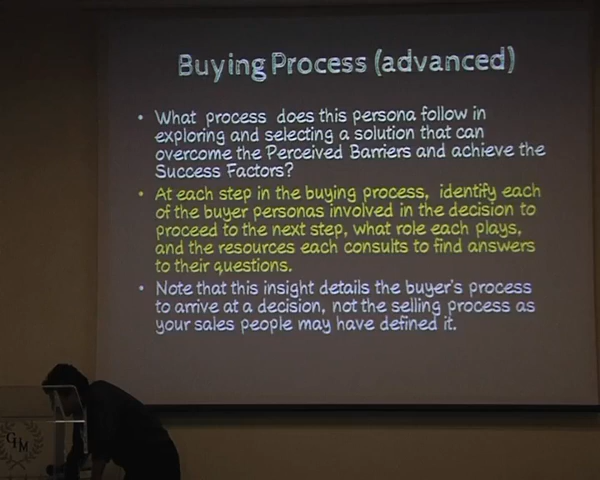 Buying Process (advanced)
• What process does this persona follow in
exploring and selecting a solution that can
overcome the Perceived Barriers and achieve the
Success Factors?
• At each step in the buying process, identify each
of the buyer personas involved in the decision to
proceed to the next step, what role each plays,
and the resources each consults to find answers
to their questions.
• Note that this insight details the buyer's process
to arrive at a decision, not the selling process as
your sales people may have defined it.
GIM